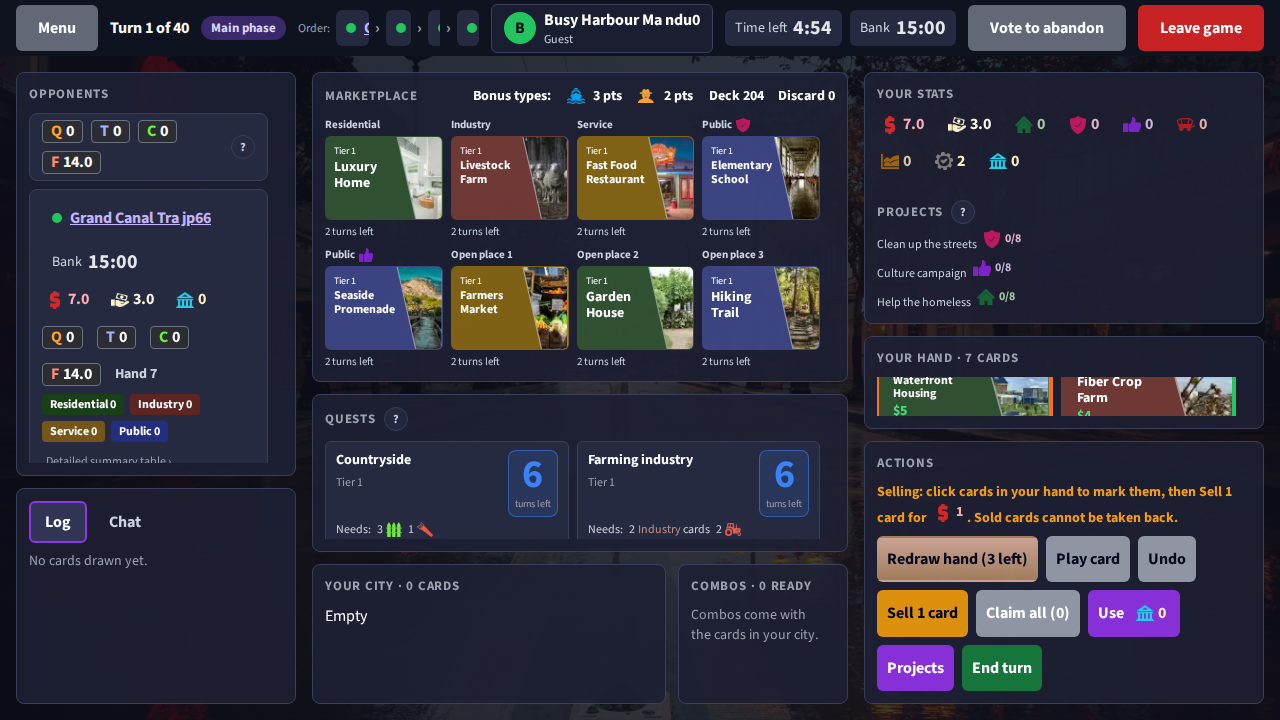 Menu
Turn 1 of 40
Main phase
Order:
›
›
›
B
Busy Harbour Ma ndu0
Guest
Time left 4:54
Bank 15:00
Vote to abandon
Leave game
OPPONENTS
Q 0
T 0
C 0
F 14.0
?
Grand Canal Tra jp66
Bank 15:00
7.0
3.0
0
Q 0
T 0
C 0
F 14.0
Hand 7
Residential 0
Industry 0
Service 0
Public 0
Detailed summary table ›
Log
Chat
No cards drawn yet.
MARKETPLACE
Bonus types:
3 pts
2 pts
Deck 204
Discard 0
Residential
Industry
Service
Public
Tier 1
Luxury
Home
Tier 1
Livestock
Farm
Tier 1
Fast Food
Restaurant
Tier 1
Elementary
School
2 turns left
2 turns left
2 turns left
2 turns left
Public
Open place 1
Open place 2
Open place 3
Tier 1
Seaside
Promenade
Tier 1
Farmers
Market
Tier 1
Garden
House
Tier 1
Hiking
Trail
2 turns left
2 turns left
2 turns left
2 turns left
QUESTS
?
Countryside
Tier 1
6
turns left
Needs: 3 1
Farming industry
Tier 1
6
turns left
Needs: 2 Industry cards 2
YOUR CITY · 0 CARDS
Empty
COMBOS · 0 READY
Combos come with
the cards in your city.
YOUR STATS
$ 7.0
3.0
0
0
0
0
0
2
0
PROJECTS
?
Clean up the streets 0/8
Culture campaign 0/8
Help the homeless 0/8
YOUR HAND · 7 CARDS
Waterfront
Housing
$5
Fiber Crop
Farm
$4
ACTIONS
Selling: click cards in your hand to mark them, then Sell 1
card for $ 1 . Sold cards cannot be taken back.
Redraw hand (3 left)
Play card
Undo
Sell 1 card
Claim all (0)
Use 0
Projects
End turn